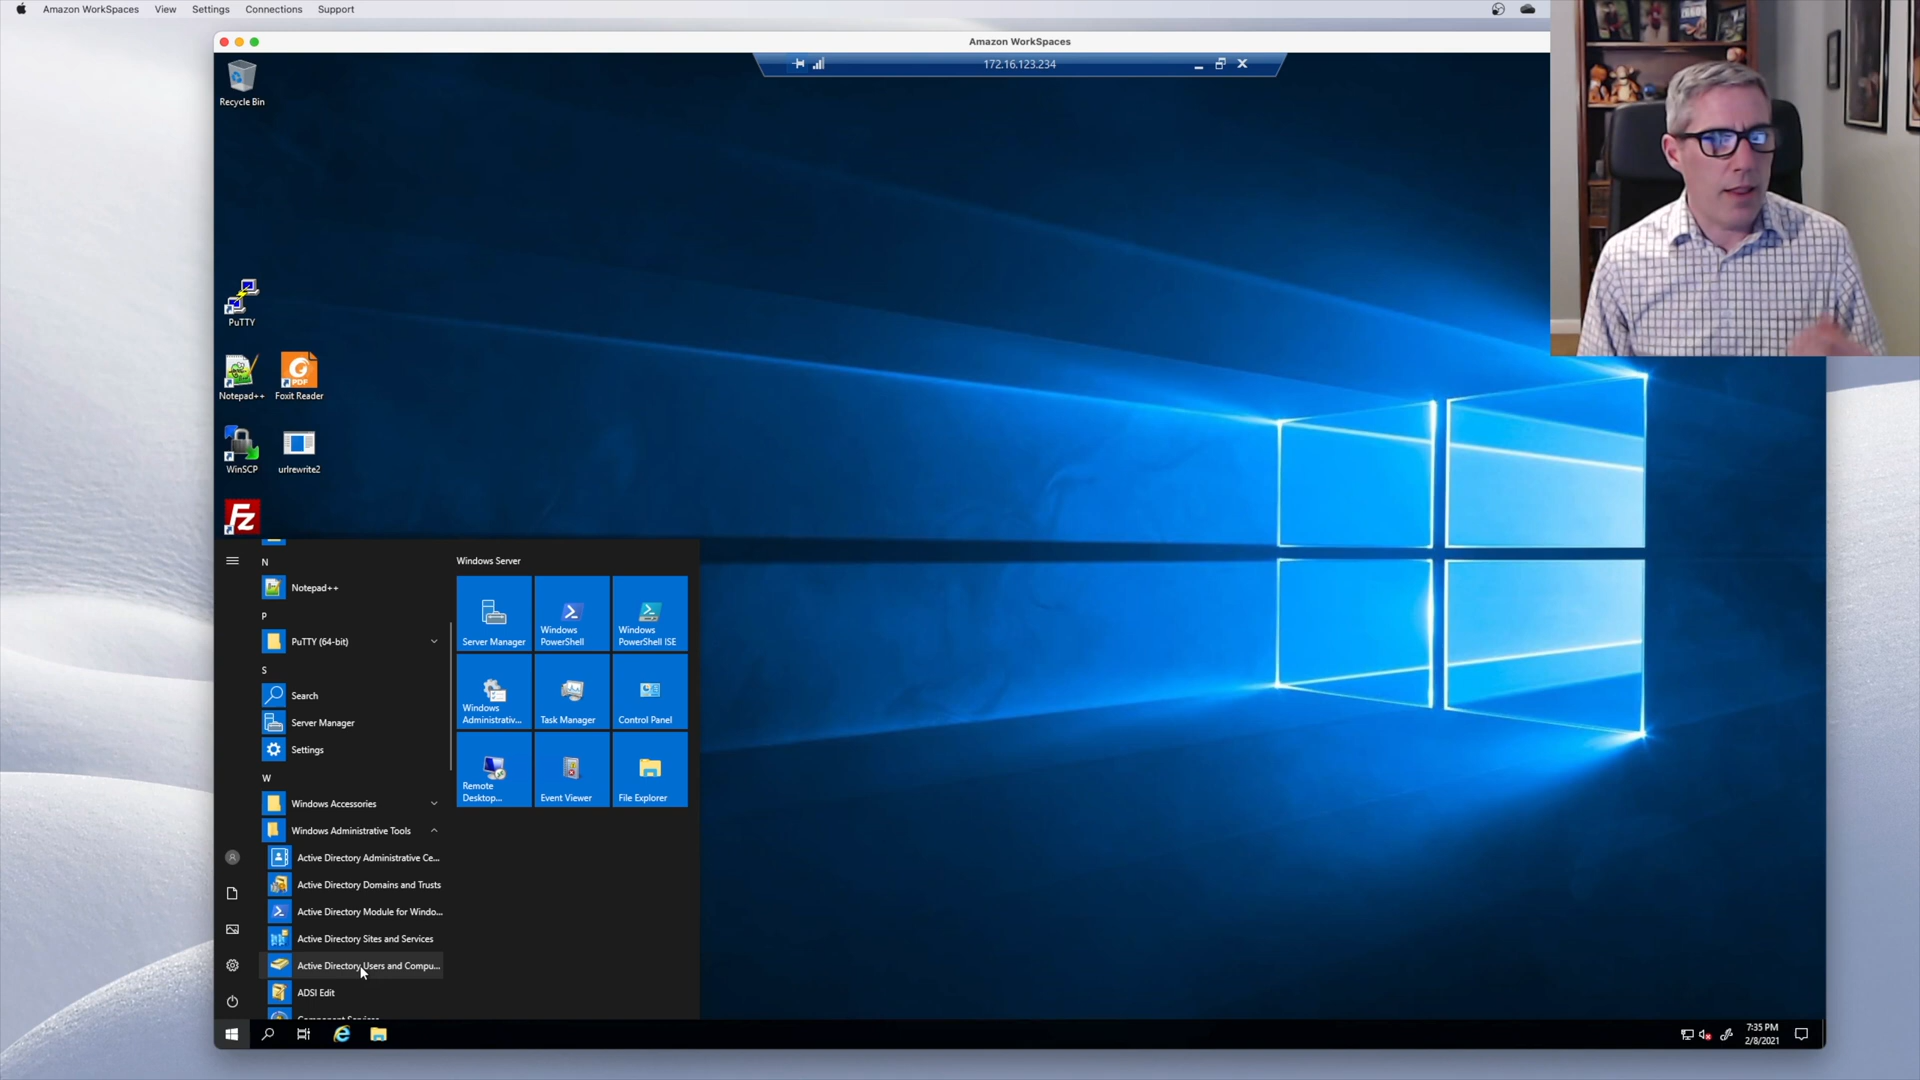 Amazon WorkSpaces View Settings Connections Support
Amazon WorkSpaces
172.16.123.234
Recycle Bin
PuTTY
Notepad++ Foxit Reader
WinSCP urlrewrite2
N
Notepad++
P
PuTTY (64-bit)
S
Search
Server Manager
Settings
W
Windows Accessories
Windows Administrative Tools
Active Directory Administrative Ce...
Active Directory Domains and Trusts
Active Directory Module for Windo...
Active Directory Sites and Services
Active Directory Users and Compu...
ADSI Edit
Component Services
Windows Server
Server Manager
Windows
PowerShell
Windows
PowerShell ISE
Windows
Administrativ...
Task Manager
Control Panel
Remote
Desktop...
Event Viewer
File Explorer
7:35 PM
2/8/2021